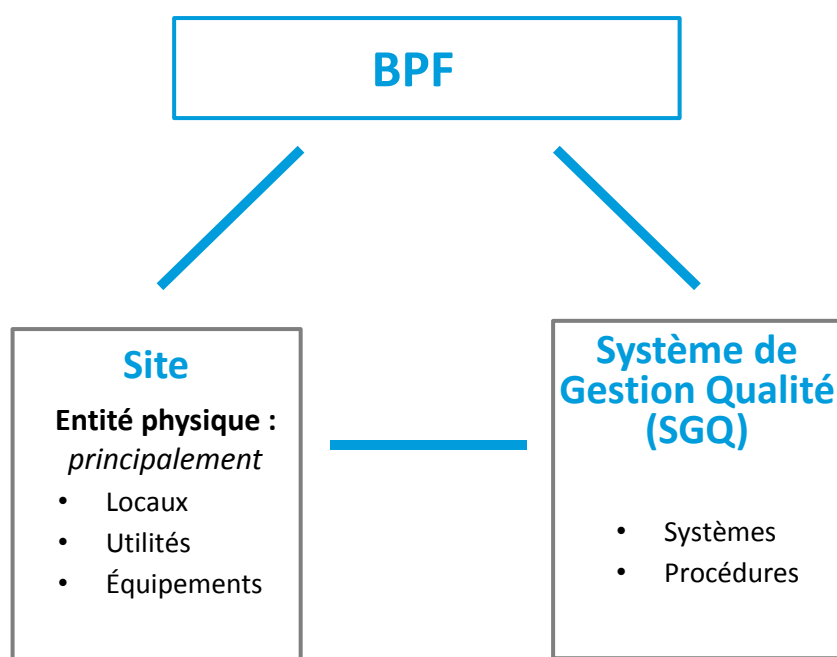 BPF
Site
Entité physique :
principalement
• Locaux
• Utilités
• Équipements
Système de
Gestion Qualité
(SGQ)
• Systèmes
• Procédures